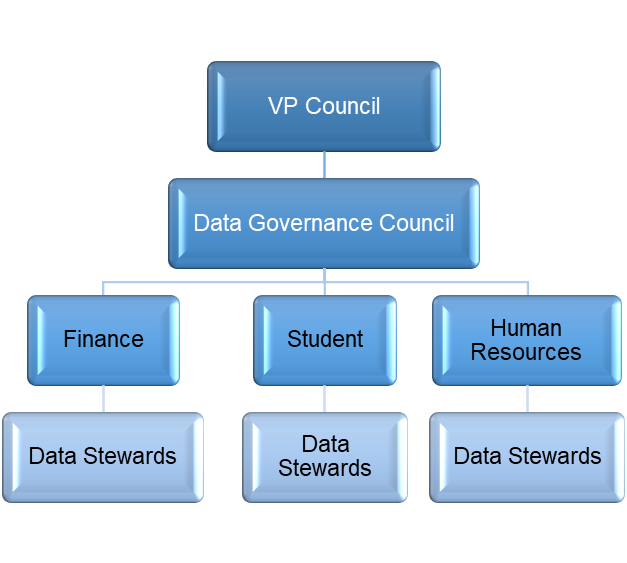 VP Council
Data Governance Council
Finance
Student
Human
Resources
Data Stewards
Data
Stewards
Data Stewards